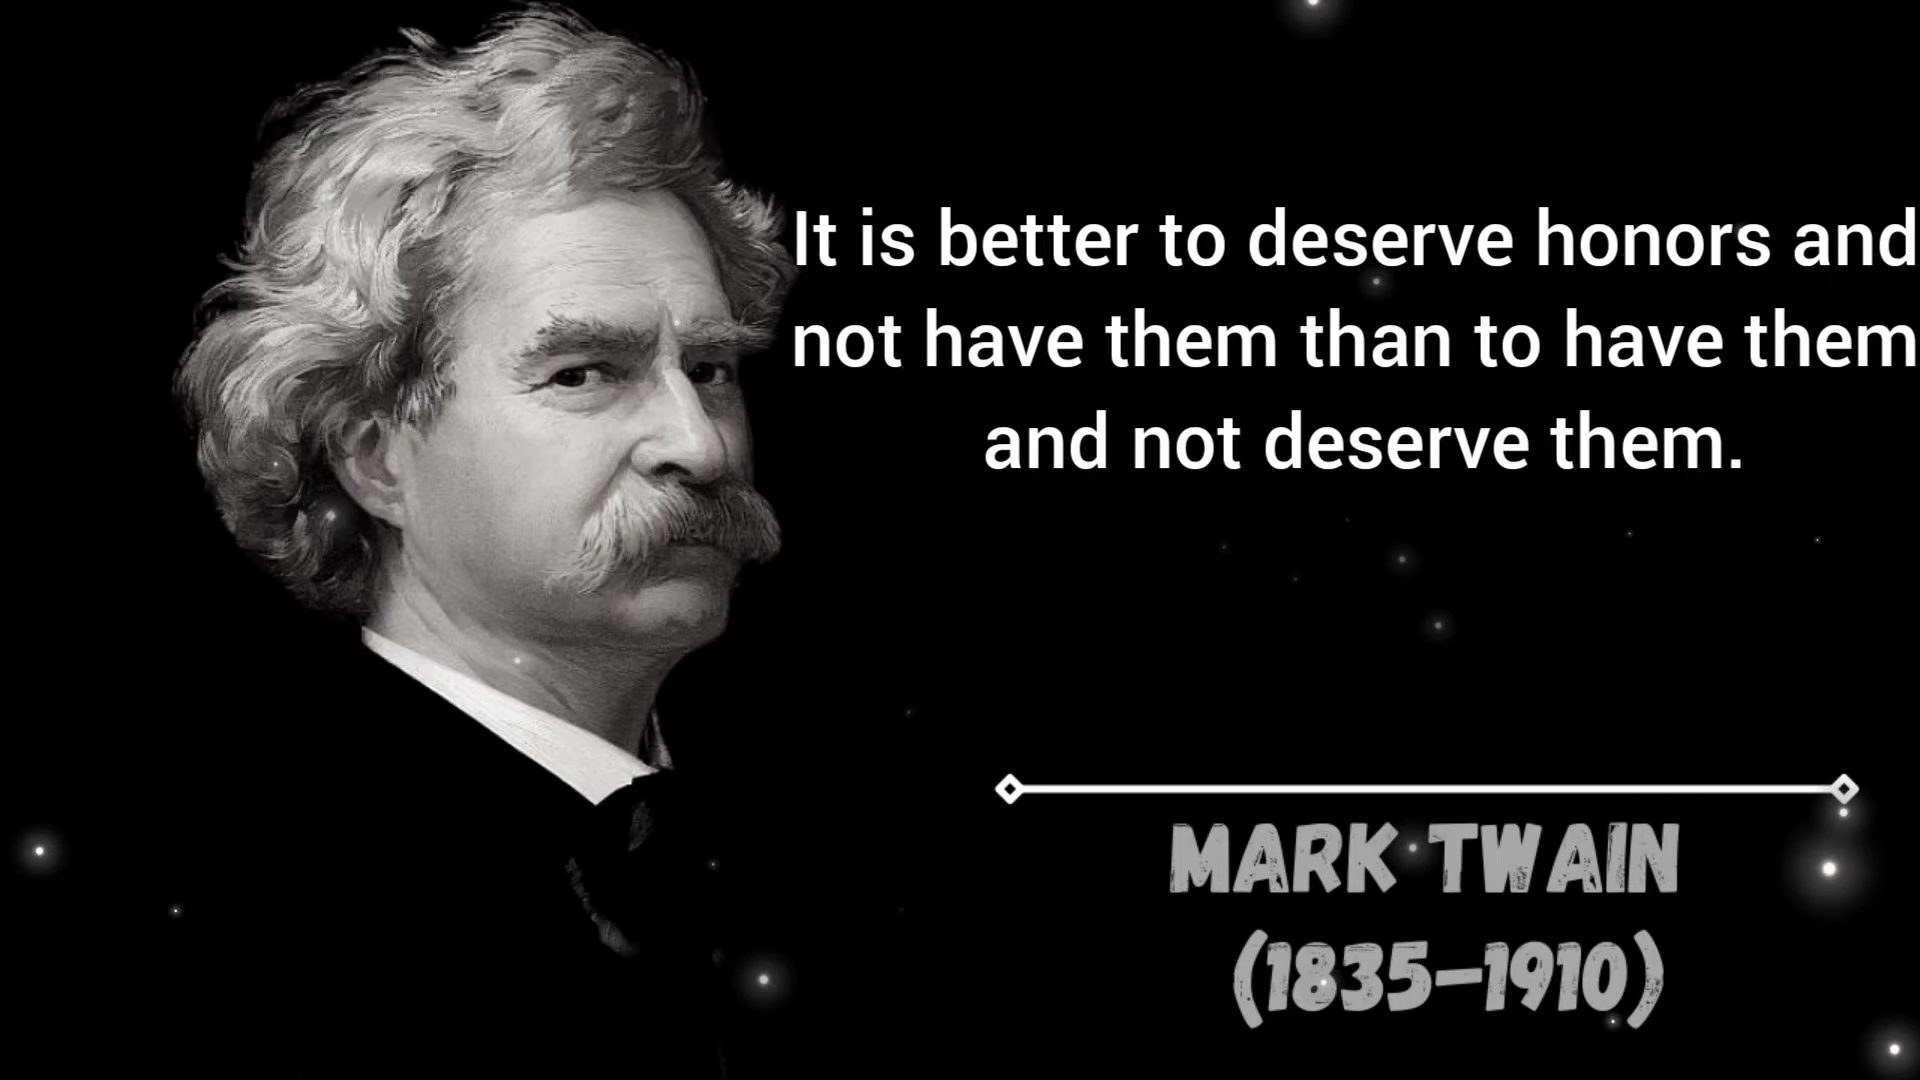 It is better to deserve honors and
not have them than to have them
and not deserve them.
MARK TWAIN
(1835–1910)